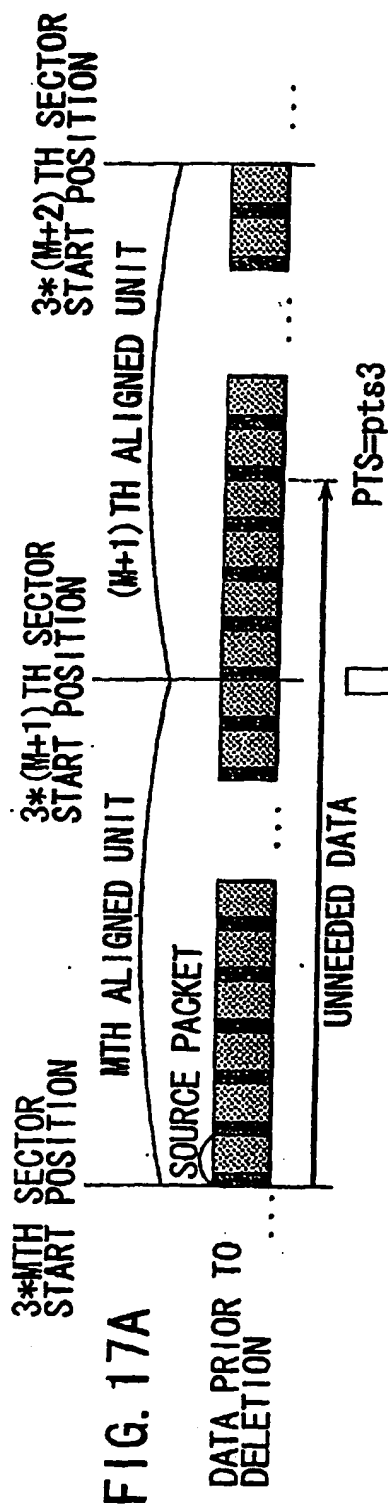 FIG. 17A
3*MTH SECTOR
START POSITION
3*(M+1)TH SECTOR
START POSITION
3*(M+2)TH SECTOR
START POSITION
MTH ALIGNED UNIT
(M+1)TH ALIGNED UNIT
SOURCE PACKET
DATA PRIOR TO
DELETION
...
...
...
...
UNNEEDED DATA
PTS=pts3